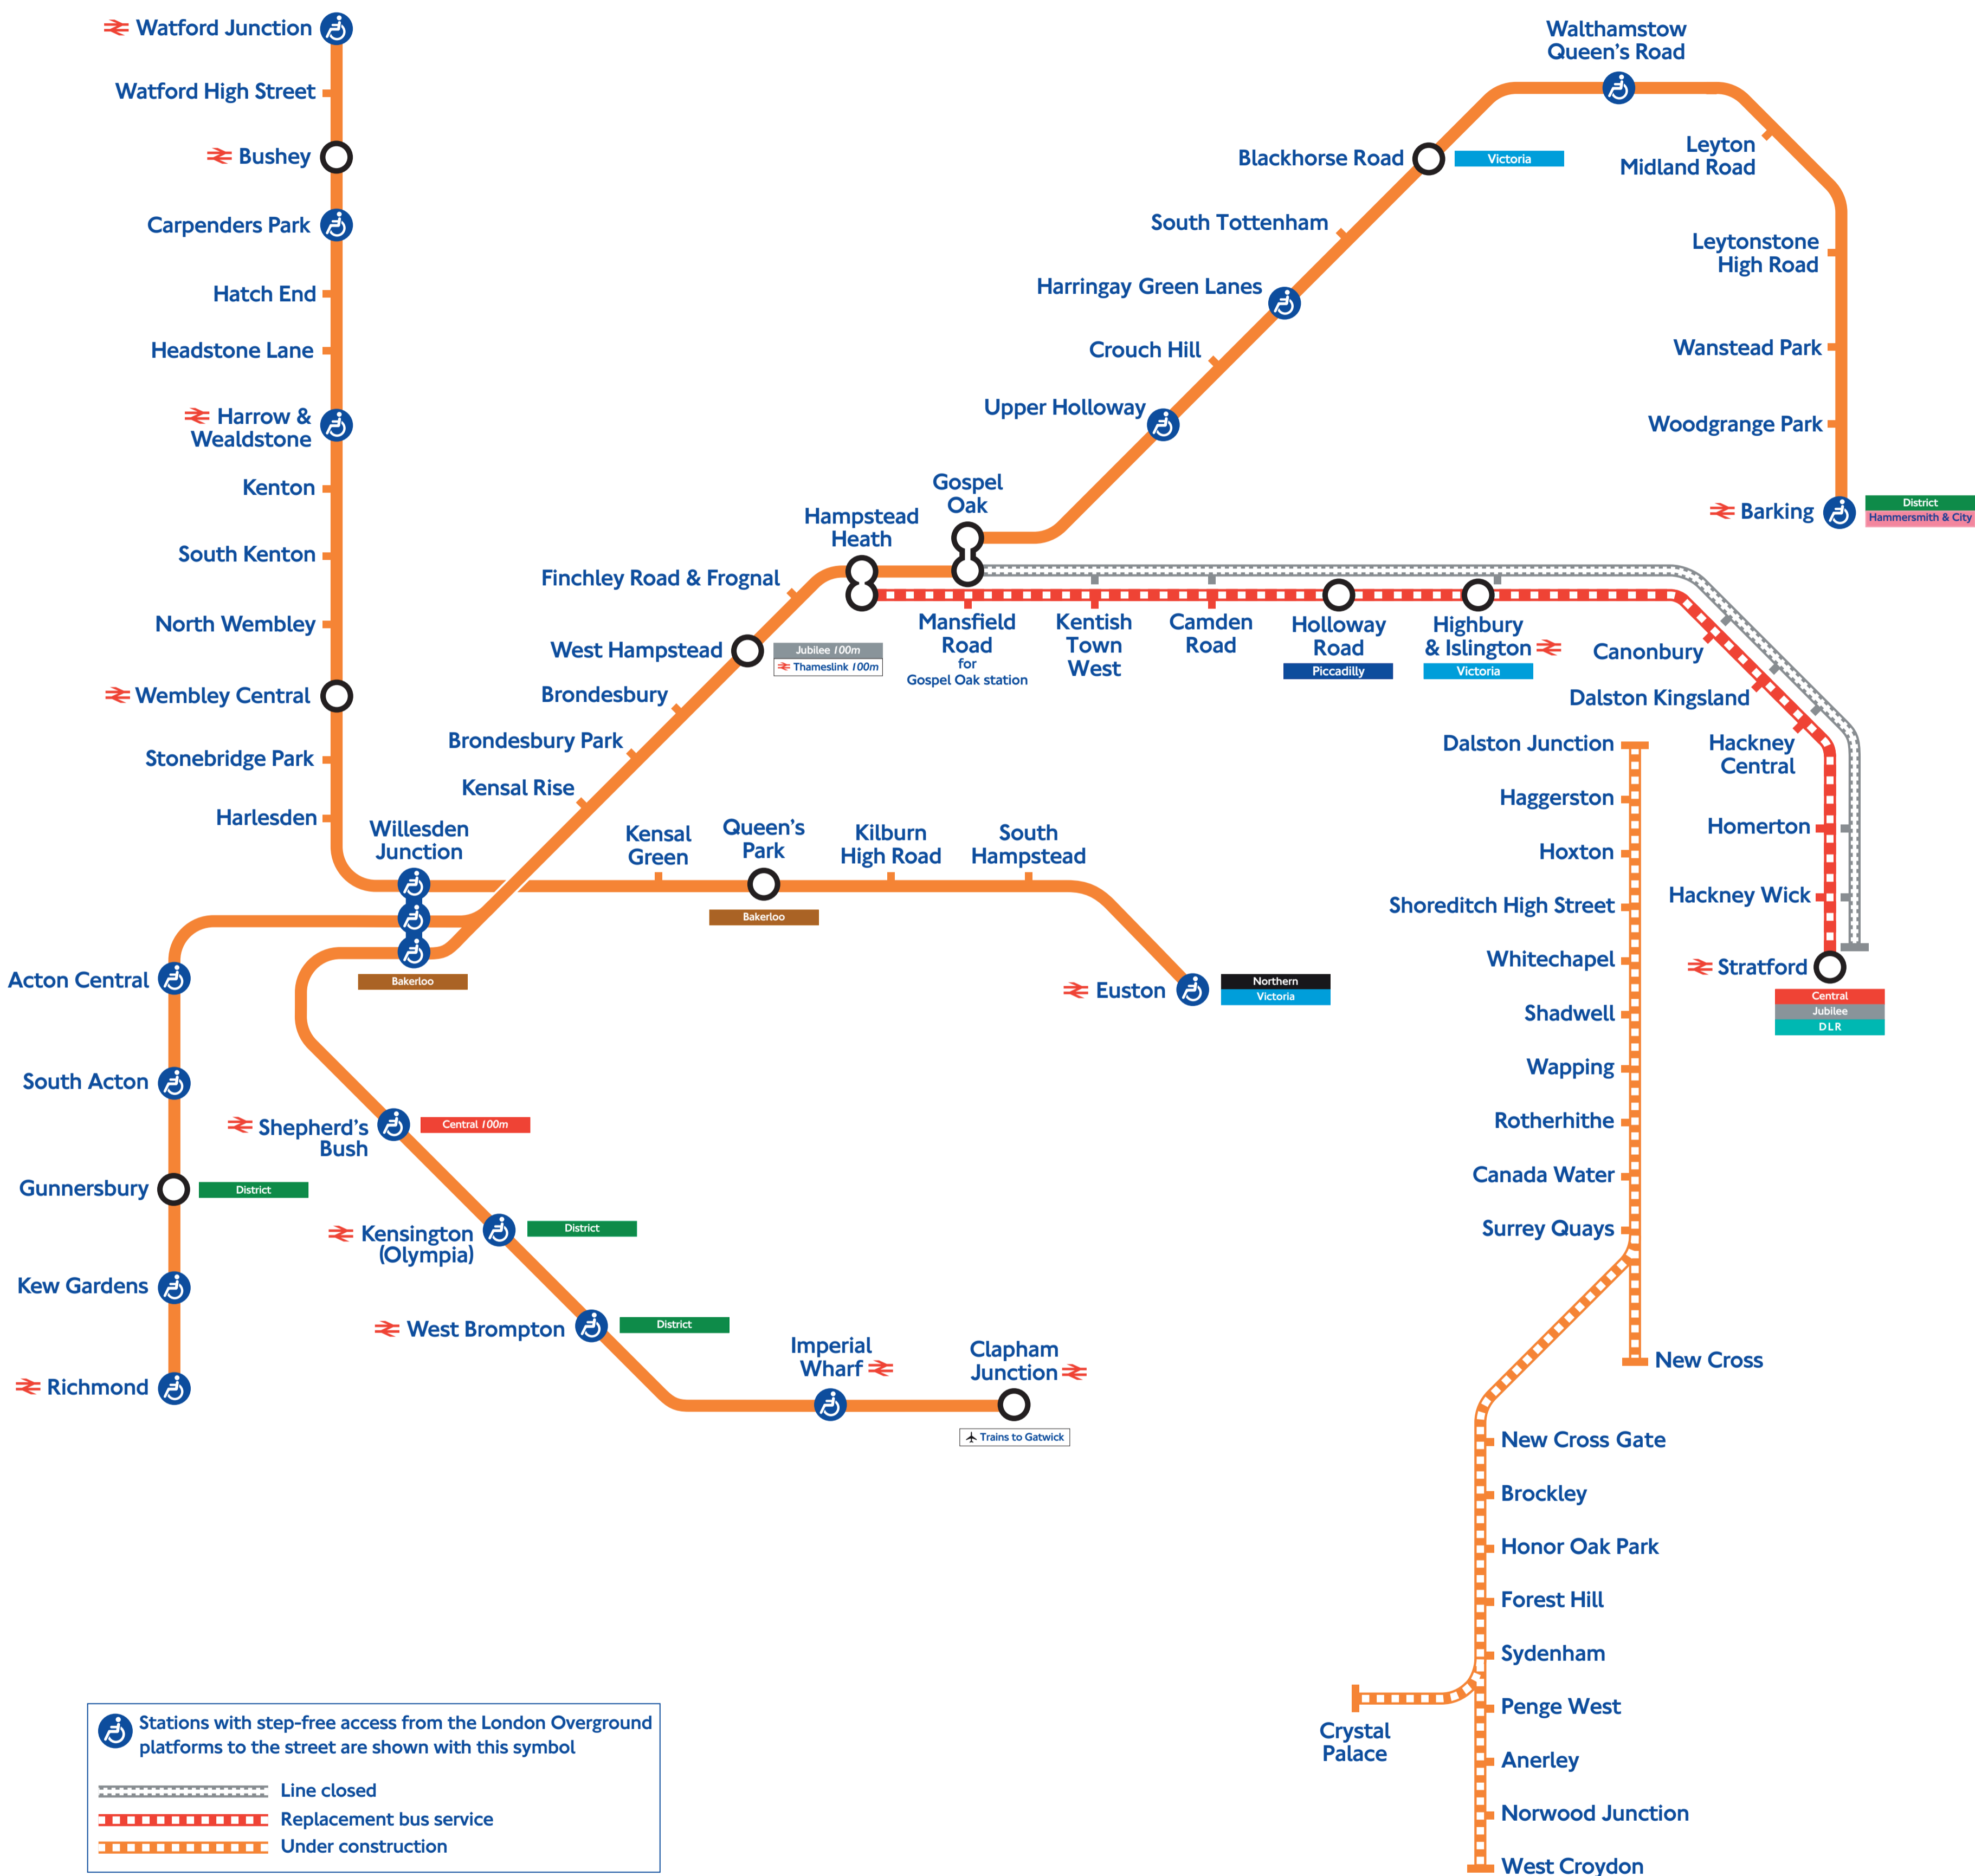 Watford Junction
Watford High Street
Bushey
Carpenders Park
Hatch End
Headstone Lane
Harrow &
Wealdstone
Kenton
South Kenton
North Wembley
Wembley Central
Stonebridge Park
Harlesden
Willesden
Junction
Bakerloo
Kensal
Green
Queen's
Park
Bakerloo
Kilburn
High Road
South
Hampstead
Euston
Northern
Victoria
Acton Central
South Acton
Gunnersbury
District
Kew Gardens
Richmond
Shepherd's
Bush
Central 100m
Kensington
(Olympia)
District
West Brompton
District
Imperial
Wharf
Clapham
Junction
Trains to Gatwick
Kensal Rise
Brondesbury Park
Brondesbury
West Hampstead
Jubilee 100m
Thameslink 100m
Finchley Road & Frognal
Hampstead
Heath
Gospel
Oak
Upper Holloway
Crouch Hill
Harringay Green Lanes
South Tottenham
Blackhorse Road
Victoria
Walthamstow
Queen's Road
Leyton
Midland Road
Leytonstone
High Road
Wanstead Park
Woodgrange Park
Barking
District
Hammersmith & City
Mansfield
Road
for
Gospel Oak station
Kentish
Town
West
Camden
Road
Holloway
Road
Piccadilly
Highbury
& Islington
Victoria
Canonbury
Dalston Kingsland
Hackney
Central
Homerton
Hackney Wick
Stratford
Central
Jubilee
DLR
Dalston Junction
Haggerston
Hoxton
Shoreditch High Street
Whitechapel
Shadwell
Wapping
Rotherhithe
Canada Water
Surrey Quays
New Cross
New Cross Gate
Brockley
Honor Oak Park
Forest Hill
Sydenham
Crystal
Palace
Penge West
Anerley
Norwood Junction
West Croydon
Stations with step-free access from the London Overground
platforms to the street are shown with this symbol
Line closed
Replacement bus service
Under construction